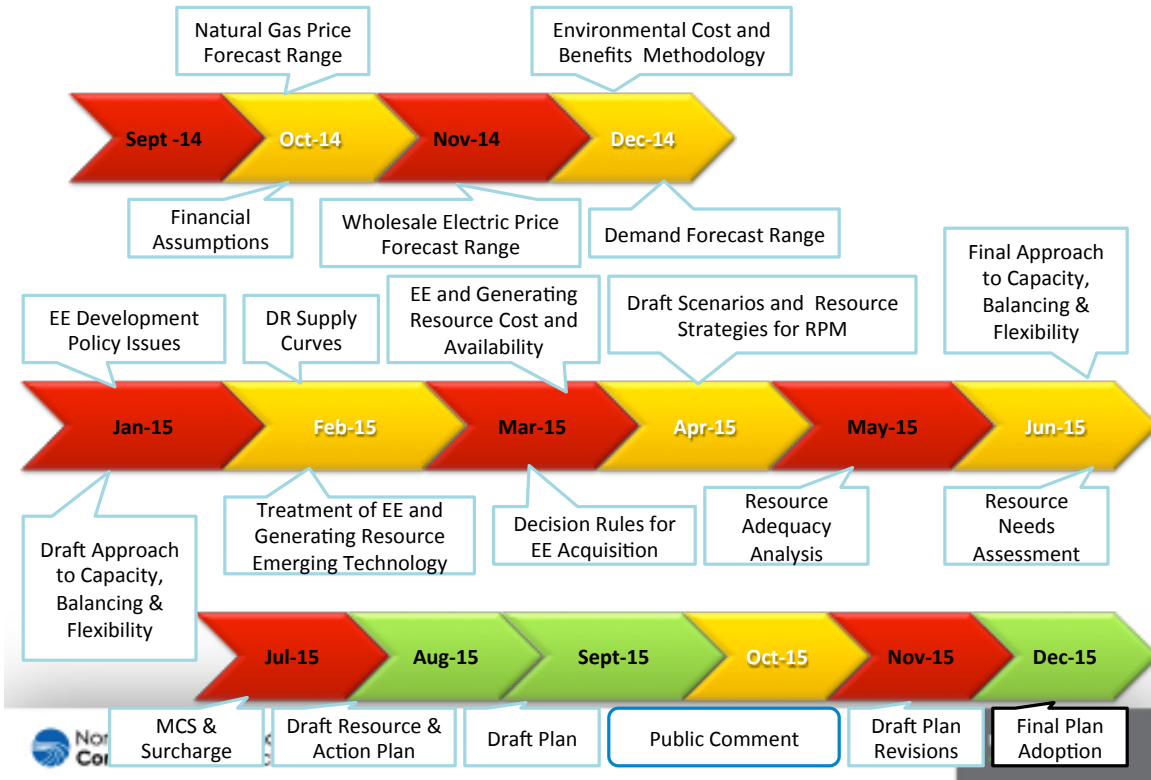 Natural Gas Price
Forecast Range
Environmental Cost and
Benefits Methodology
Sept -14
Oct-14
Nov-14
Dec-14
Financial
Assumptions
Wholesale Electric Price
Forecast Range
Demand Forecast Range
EE Development
Policy Issues
DR Supply
Curves
EE and Generating
Resource Cost and
Availability
Draft Scenarios and Resource
Strategies for RPM
Final Approach
to Capacity,
Balancing &
Flexibility
Jan-15
Feb-15
Mar-15
Apr-15
May-15
Jun-15
Draft Approach
to Capacity,
Balancing &
Flexibility
Treatment of EE and
Generating Resource
Emerging Technology
Decision Rules for
EE Acquisition
Resource
Adequacy
Analysis
Resource
Needs
Assessment
Jul-15
Aug-15
Sept-15
Oct-15
Nov-15
Dec-15
MCS &
Surcharge
Draft Resource &
Action Plan
Draft Plan
Public Comment
Draft Plan
Revisions
Final Plan
Adoption